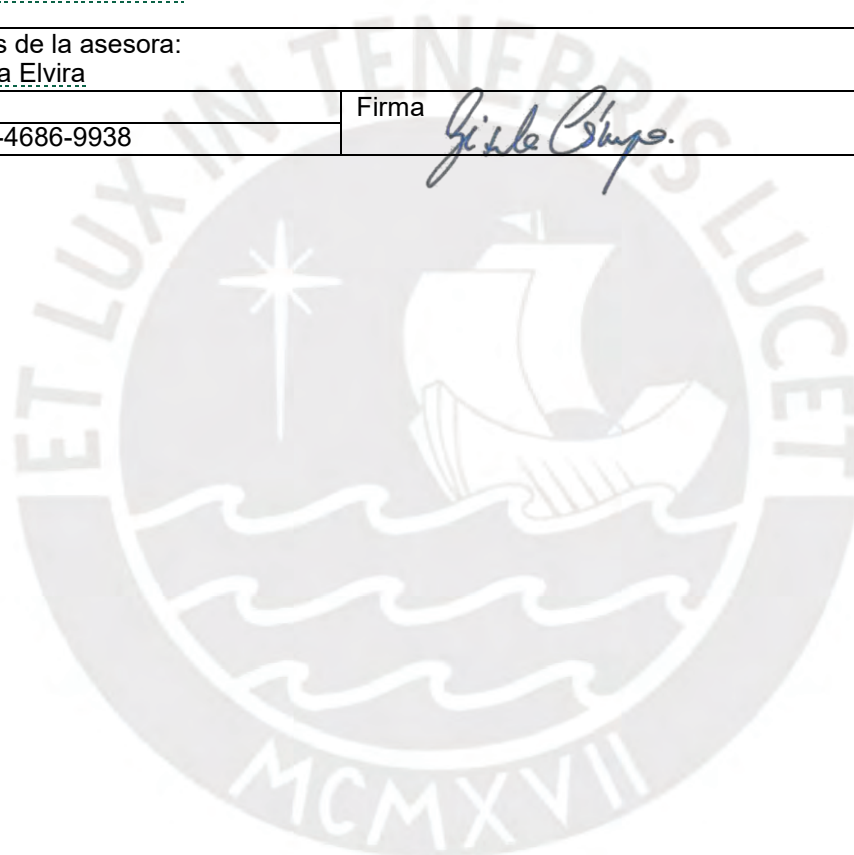 s de la asesora:
a Elvira
Firma
-4686-9938
ET LUX IN TENEBRIS LUCET
MCMXVII